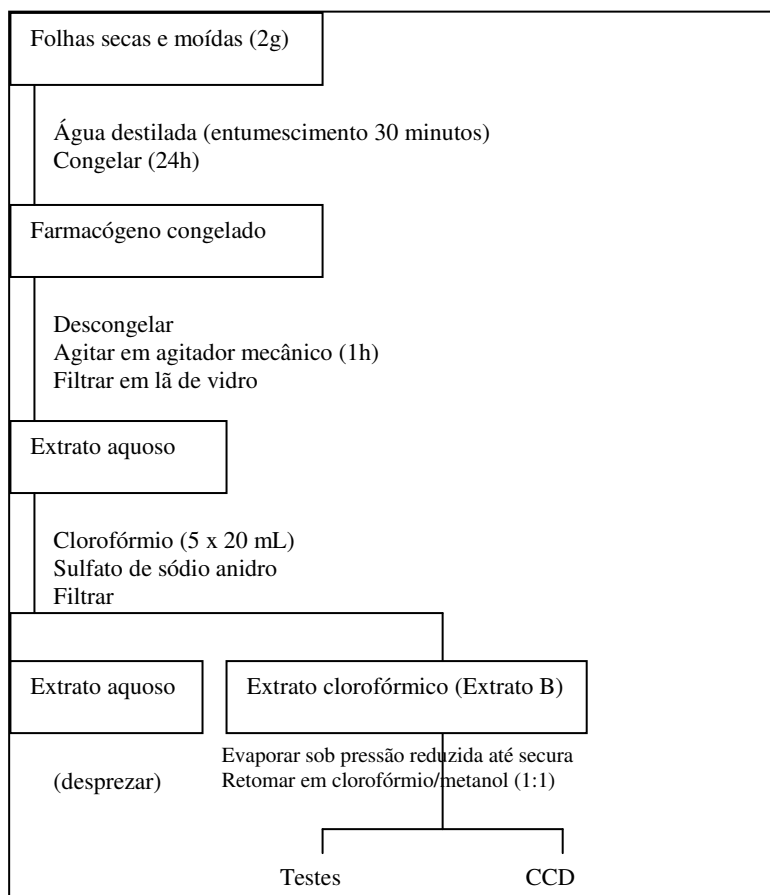 Folhas secas e moídas (2g)
Água destilada (entumescimento 30 minutos)
Congelar (24h)
Farmacógeno congelado
Descongelar
Agitar em agitador mecânico (1h)
Filtrar em lã de vidro
Extrato aquoso
Clorofórmio (5 x 20 mL)
Sulfato de sódio anidro
Filtrar
Extrato aquoso
Extrato clorofórmico (Extrato B)
Evaporar sob pressão reduzida até secura
Retomar em clorofórmio/metanol (1:1)
(desprezar)
Testes
CCD